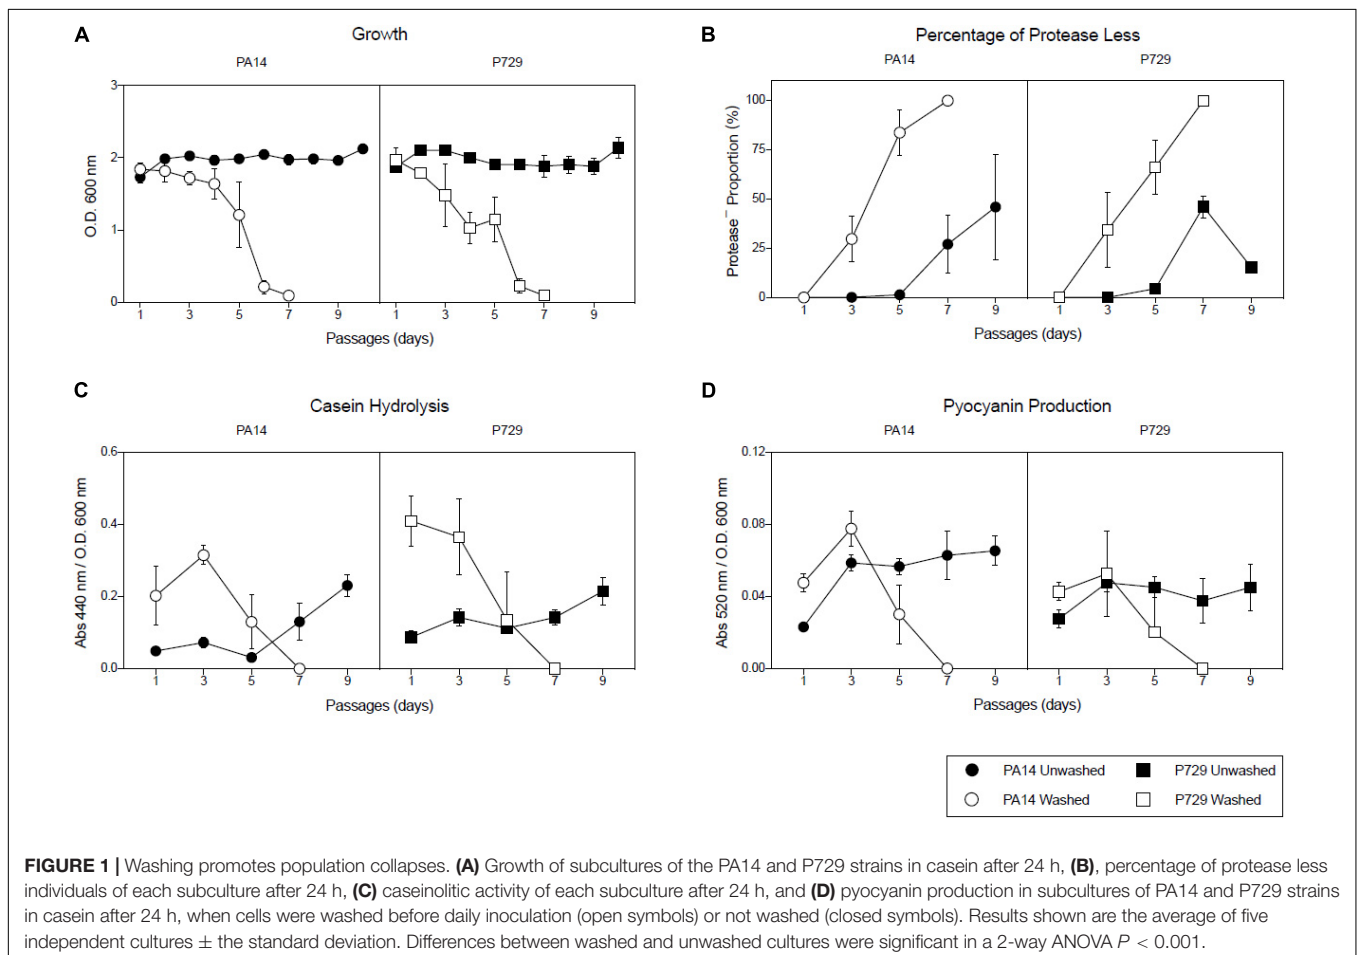 A
Growth
PA14
P729
3
2
1
0
O.D. 600 nm
1 3 5 7 9 1 3 5 7 9
Passages (days)
B
Percentage of Protease Less
PA14
P729
100
75
50
25
0
Protease⁻ Proportion (%)
1 3 5 7 9 1 3 5 7 9
Passages (days)
C
Casein Hydrolysis
PA14
P729
0.6
0.4
0.2
0.0
Abs 440 nm / O.D. 600 nm
1 3 5 7 9 1 3 5 7 9
Passages (days)
D
Pyocyanin Production
PA14
P729
0.12
0.08
0.04
0.00
Abs 520 nm / O.D. 600 nm
1 3 5 7 9 1 3 5 7 9
Passages (days)
PA14 Unwashed P729 Unwashed
PA14 Washed P729 Washed
FIGURE 1 | Washing promotes population collapses. (A) Growth of subcultures of the PA14 and P729 strains in casein after 24 h, (B), percentage of protease less
individuals of each subculture after 24 h, (C) caseinolitic activity of each subculture after 24 h, and (D) pyocyanin production in subcultures of PA14 and P729 strains
in casein after 24 h, when cells were washed before daily inoculation (open symbols) or not washed (closed symbols). Results shown are the average of five
independent cultures ± the standard deviation. Differences between washed and unwashed cultures were significant in a 2-way ANOVA P < 0.001.